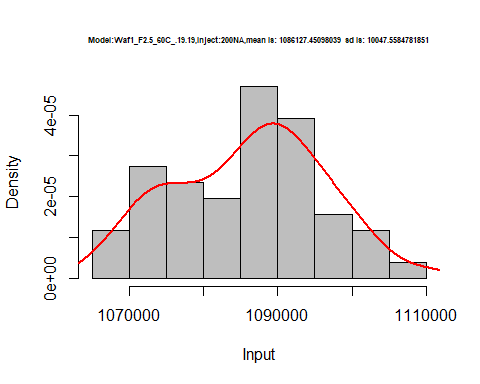 Model:Waf1_F2.5_60C_.19.19,Inject:200NA,mean is: 1086127.45098039 sd is: 10047.5584781851
Density
4e-05
2e-05
0e+00
1070000 1090000 1110000
Input